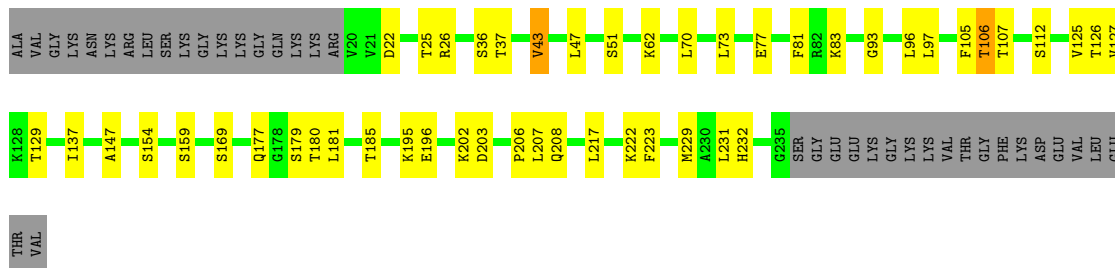 ALA VAL GLY LYS ASN LYS ARG LEU SER LYS GLY LYS LYS GLY GLN LYS LYS ARG V20 V21 D22 T25 R26 S36 T37 V43 L47 S51 K62 L70 L73 E77 F81 R82 K83 G93 L96 L97 F105 T106 T107 S112 V125 T126 V127
K128 T129 I137 A147 S154 S159 S169 Q177 G178 S179 T180 L181 T185 K195 E196 K202 D203 P206 L207 Q208 L217 K222 F223 M229 A230 L231 H232 G235 SER GLY GLU GLU LYS GLY LYS LYS VAL THR GLY PHE LYS ASP GLU VAL LEU GLU
THR VAL